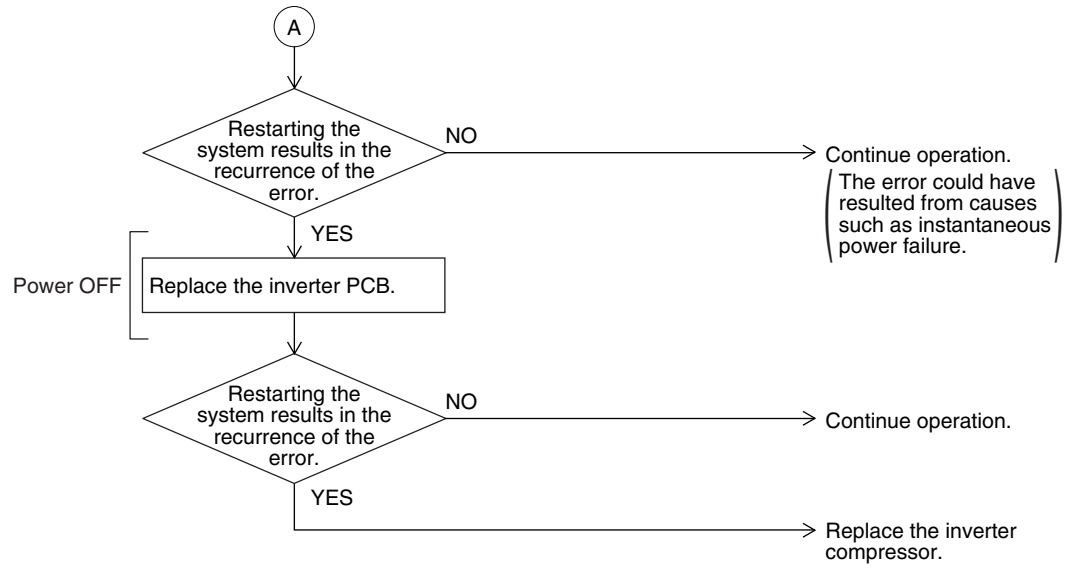 A
Restarting the
system results in the
recurrence of the
error.
NO
Continue operation.
The error could have
resulted from causes
such as instantaneous
power failure.
YES
Power OFF
Replace the inverter PCB.
Restarting the
system results in the
recurrence of the
error.
NO
Continue operation.
YES
Replace the inverter
compressor.